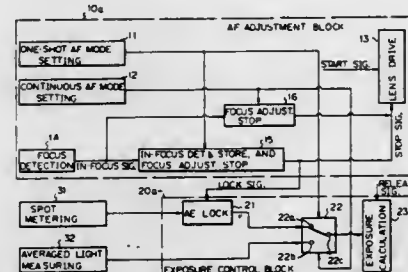 10a
AF ADJUSTMENT BLOCK
11
ONE-SHOT AF MODE
SETTING
12
CONTINUOUS AF MODE
SETTING
13
LENS DRIVE
START SIG.
STOP SIG.
16
FOCUS ADJUST
STOP
14
FOCUS
DETECTION
IN-FOCUS SIG.
15
IN-FOCUS DET & STORE, AND
FOCUS ADJUST STOP
LOCK SIG.
31
SPOT
METERING
32
AVERAGED LIGHT
MEASURING
20a
21
AE LOCK
22
22a
22b
22c
SIG.
EXPOSURE
CALCULATION
23
EXPOSURE CONTROL BLOCK